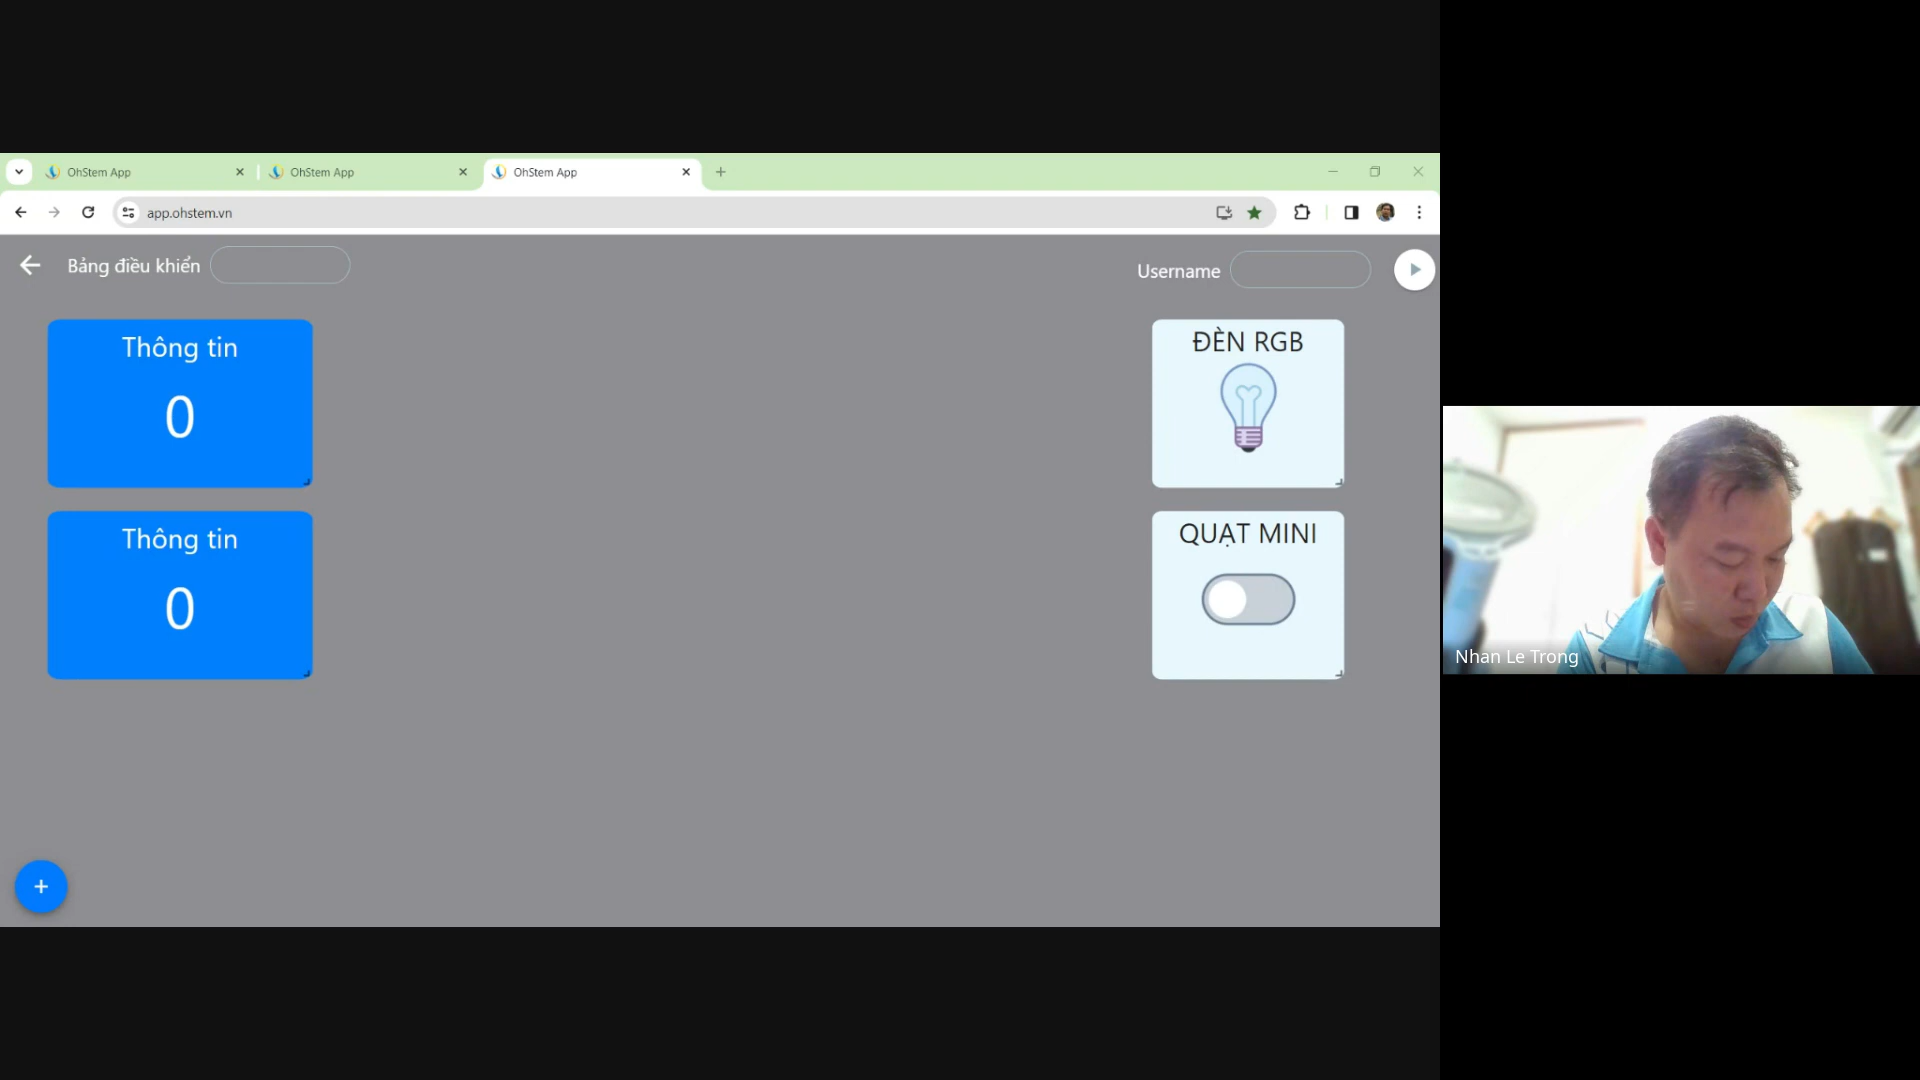 OhStem App
OhStem App
OhStem App
app.ohstem.vn
Bảng điều khiển
Username
Thông tin
0
ĐÈN RGB
Thông tin
0
QUẠT MINI
Nhan Le Trong